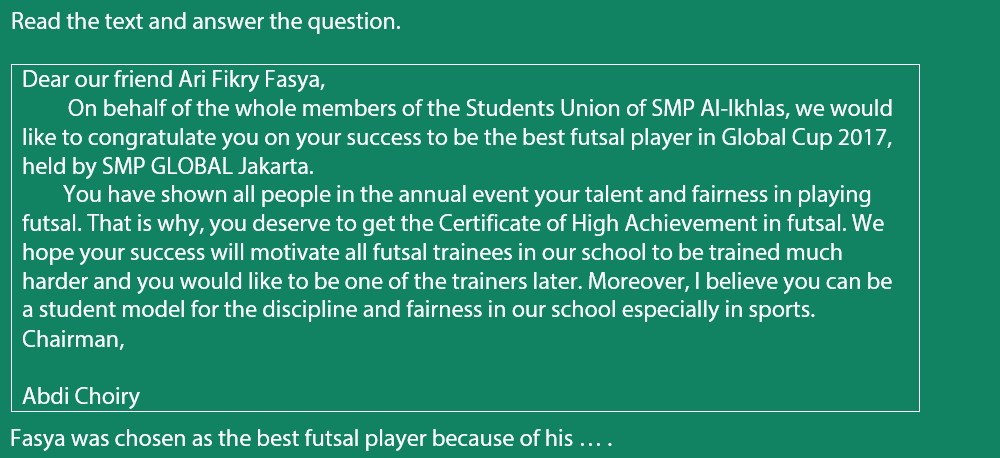 Read the text and answer the question.
Dear our friend Ari Fikry Fasya,
On behalf of the whole members of the Students Union of SMP Al-Ikhlas, we would
like to congratulate you on your success to be the best futsal player in Global Cup 2017,
held by SMP GLOBAL Jakarta.
You have shown all people in the annual event your talent and fairness in playing
futsal. That is why, you deserve to get the Certificate of High Achievement in futsal. We
hope your success will motivate all futsal trainees in our school to be trained much
harder and you would like to be one of the trainers later. Moreover, I believe you can be
a student model for the discipline and fairness in our school especially in sports.
Chairman,
Abdi Choiry
Fasya was chosen as the best futsal player because of his ... .